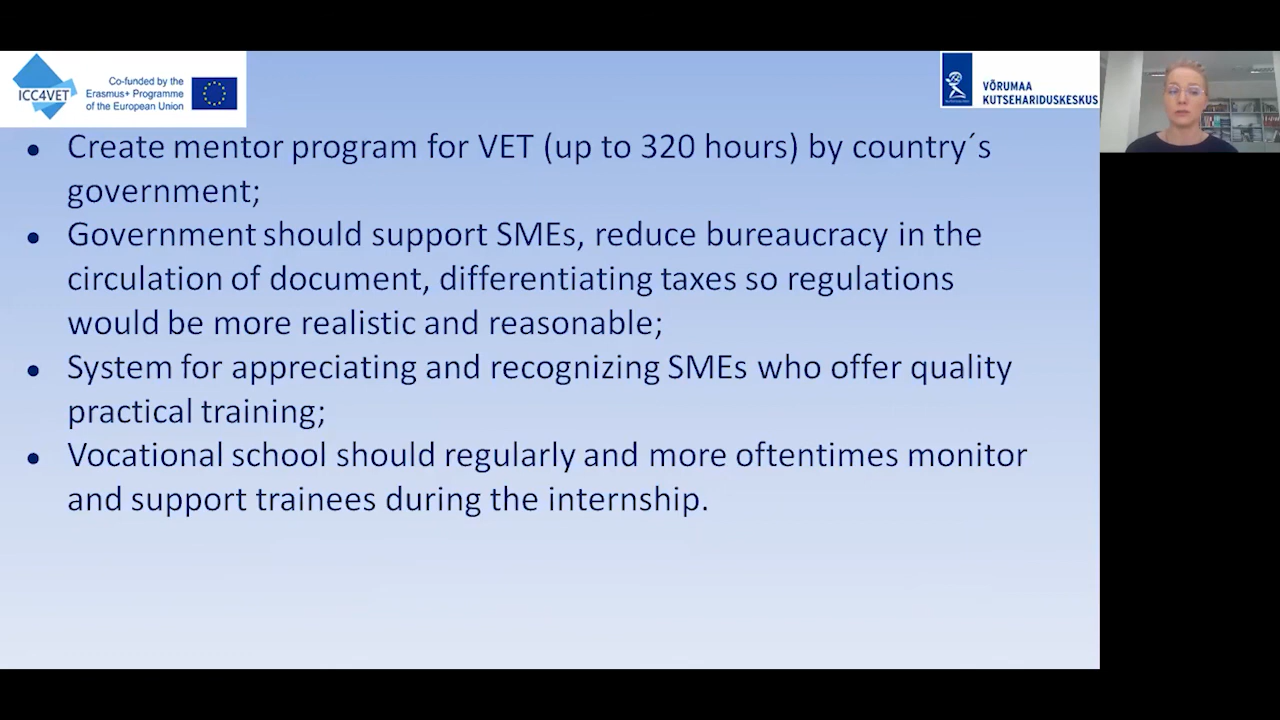 ICC4VET
Co-funded by the
Erasmus+ Programme
of the European Union
VÕRUMAA
KUTSEHARIDUSKESKUS
• Create mentor program for VET (up to 320 hours) by country´s
government;
• Government should support SMEs, reduce bureaucracy in the
circulation of document, differentiating taxes so regulations
would be more realistic and reasonable;
• System for appreciating and recognizing SMEs who offer quality
practical training;
• Vocational school should regularly and more oftentimes monitor
and support trainees during the internship.